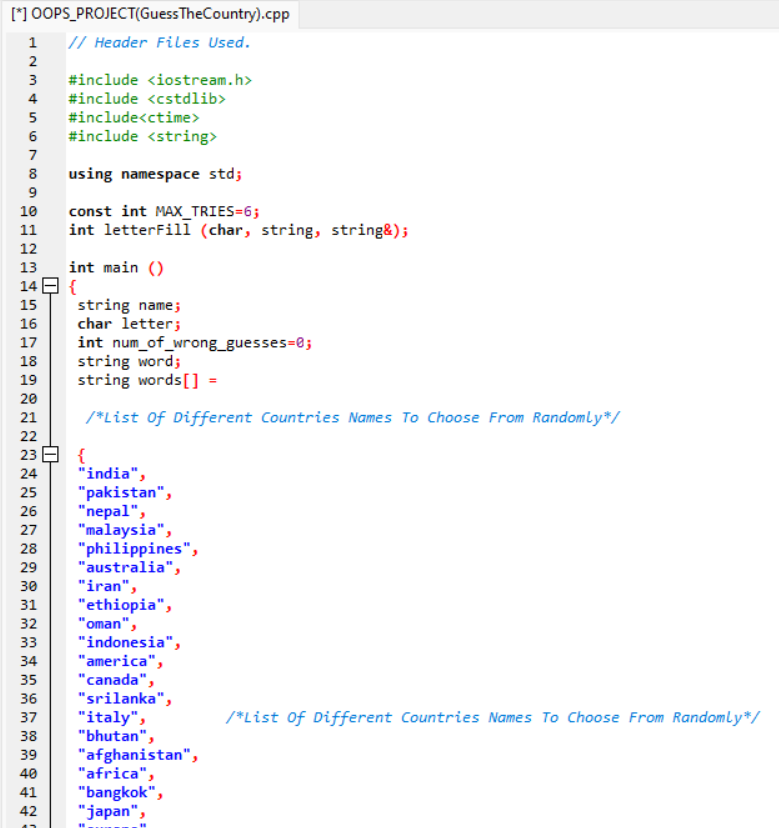 [*] OOPS_PROJECT(GuessTheCountry).cpp
1 // Header Files Used.
2
3 #include <iostream.h>
4 #include <cstdlib>
5 #include<ctime>
6 #include <string>
7
8 using namespace std;
9
10 const int MAX_TRIES=6;
11 int letterFill (char, string, string&);
12
13 int main ()
14 {
15 string name;
16 char letter;
17 int num_of_wrong_guesses=0;
18 string word;
19 string words[] =
20
21 /*List Of Different Countries Names To Choose From Randomly*/
22
23 {
24 "india",
25 "pakistan",
26 "nepal",
27 "malaysia",
28 "philippines",
29 "australia",
30 "iran",
31 "ethiopia",
32 "oman",
33 "indonesia",
34 "america",
35 "canada",
36 "srilanka",
37 "italy", /*List Of Different Countries Names To Choose From Randomly*/
38 "bhutan",
39 "afghanistan",
40 "africa",
41 "bangkok",
42 "japan",